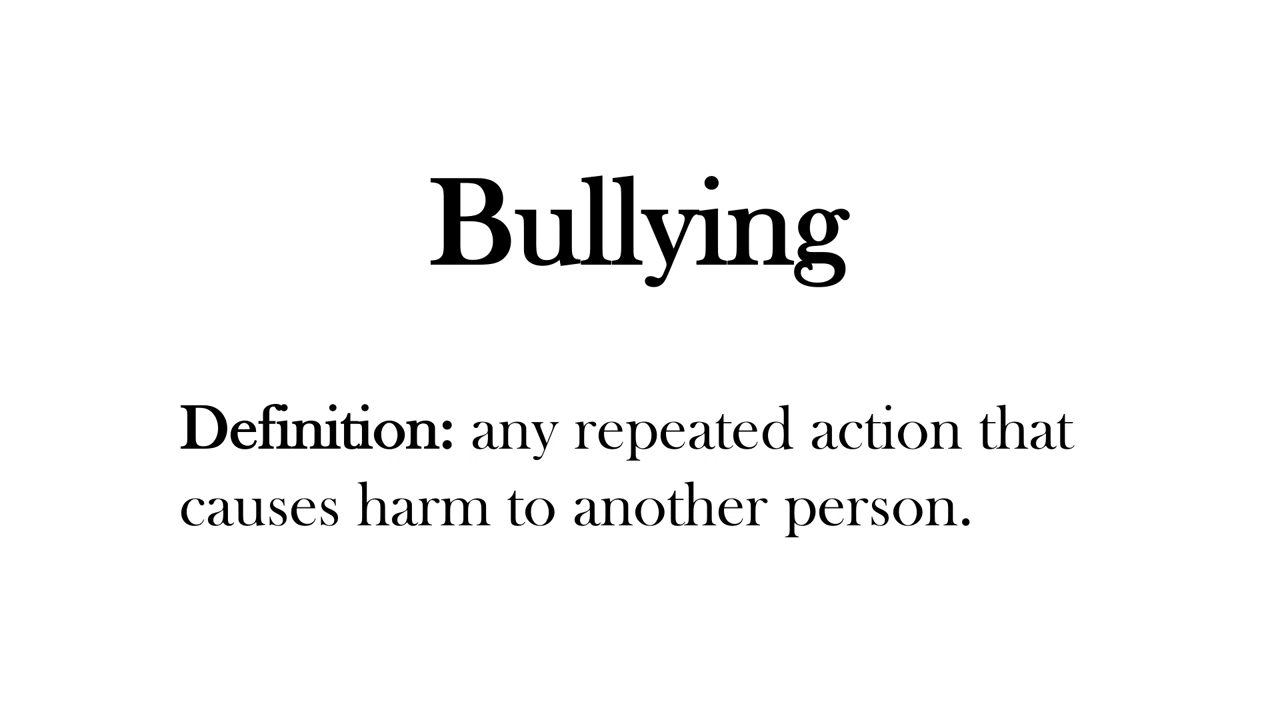 Bullying
Definition: any repeated action that
causes harm to another person.